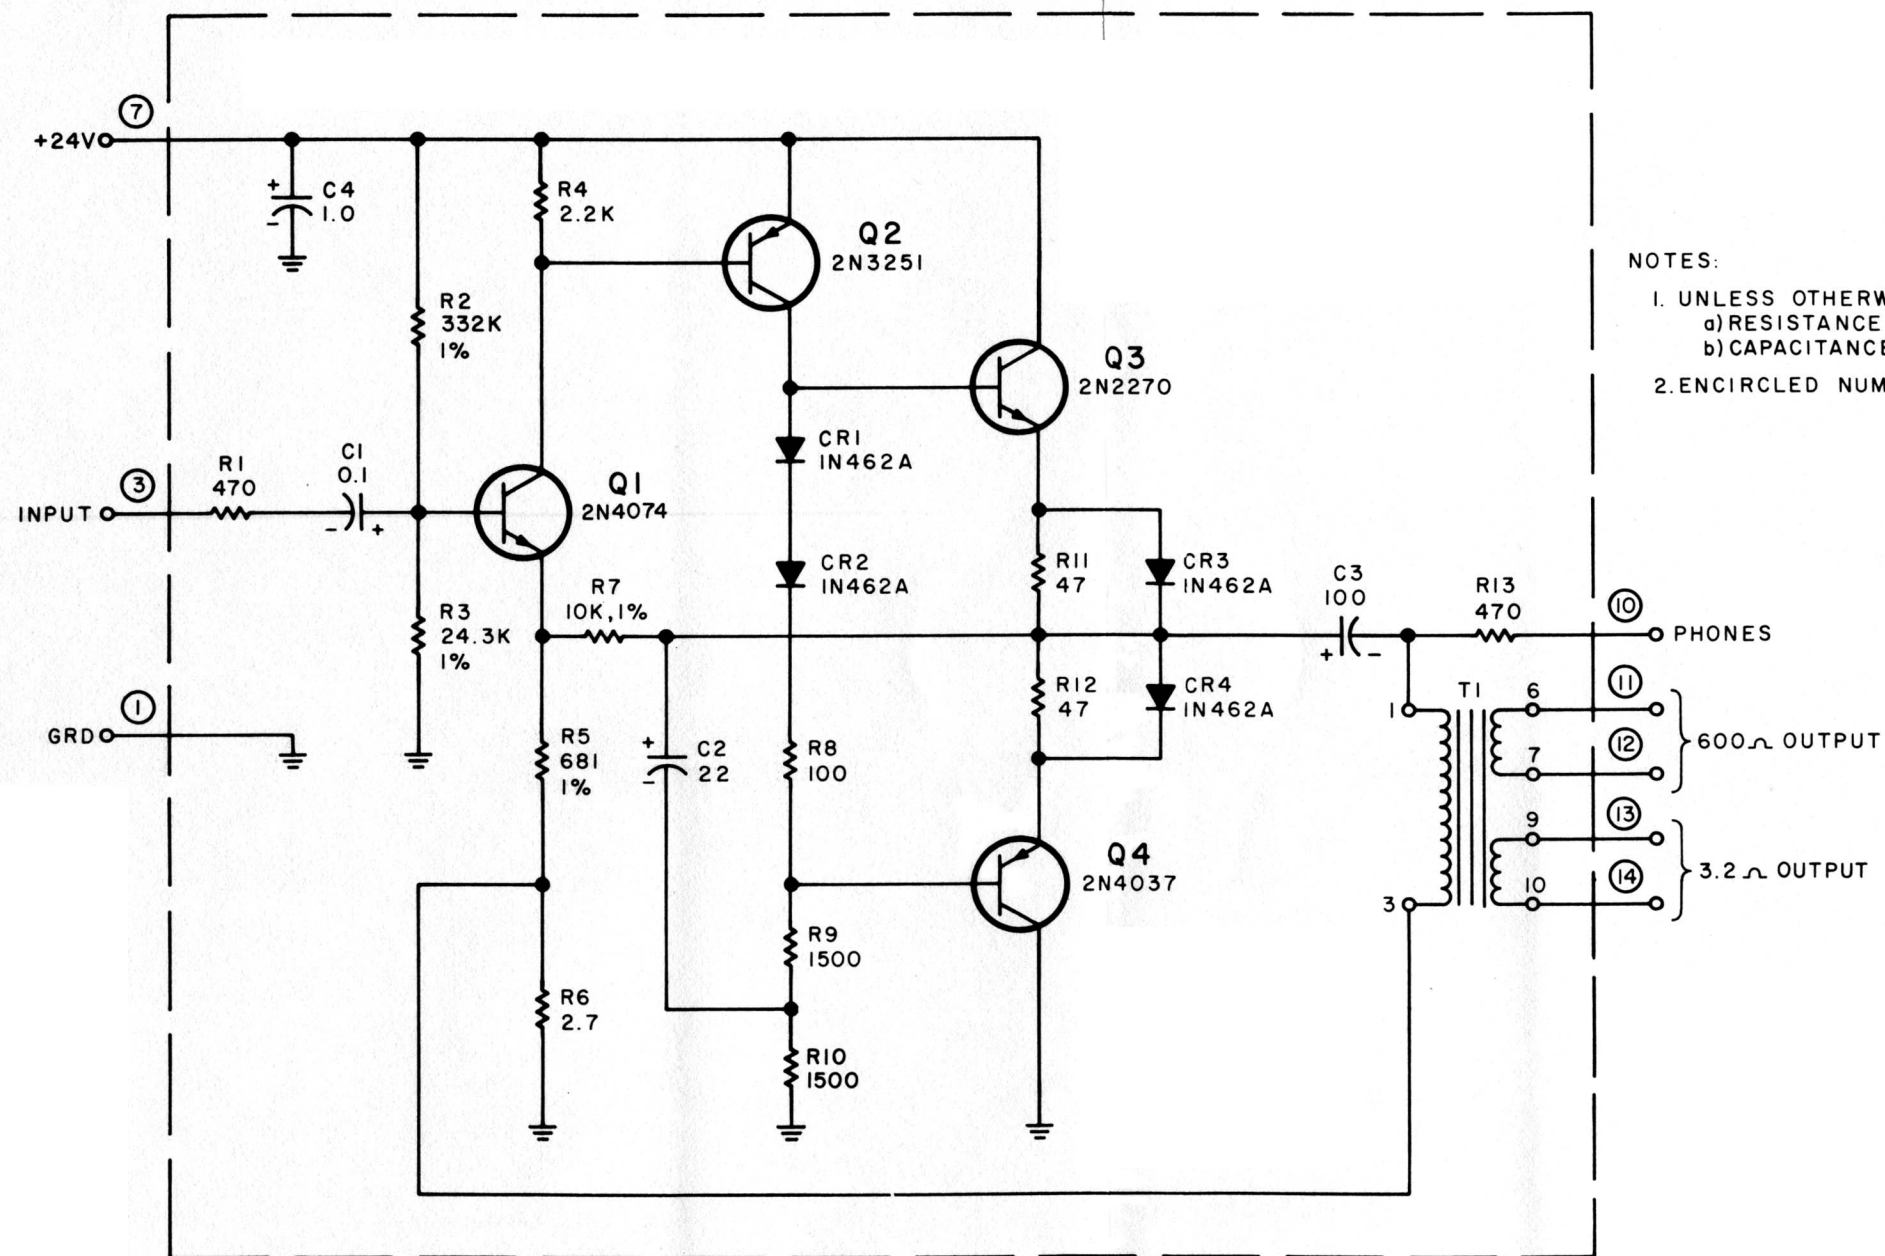 7
+24V
+
C4
1.0
-
R4
2.2K
Q2
2N3251
R2
332K
1%
Q3
2N2270
NOTES:
1. UNLESS OTHERW
a) RESISTANCE
b) CAPACITANCE
2. ENCIRCLED NUM
3
INPUT
R1
470
C1
0.1
-
+
Q1
2N4074
CR1
1N462A
CR2
1N462A
R7
10K, 1%
R3
24.3K
1%
R11
47
CR3
1N462A
C3
100
+
-
R13
470
10
PHONES
1
GRD
R5
681
1%
+
C2
22
-
R8
100
R12
47
CR4
1N462A
T1
1
3
6
7
9
10
11
12
600Ω OUTPUT
13
14
3.2Ω OUTPUT
Q4
2N4037
R9
1500
R6
2.7
R10
1500